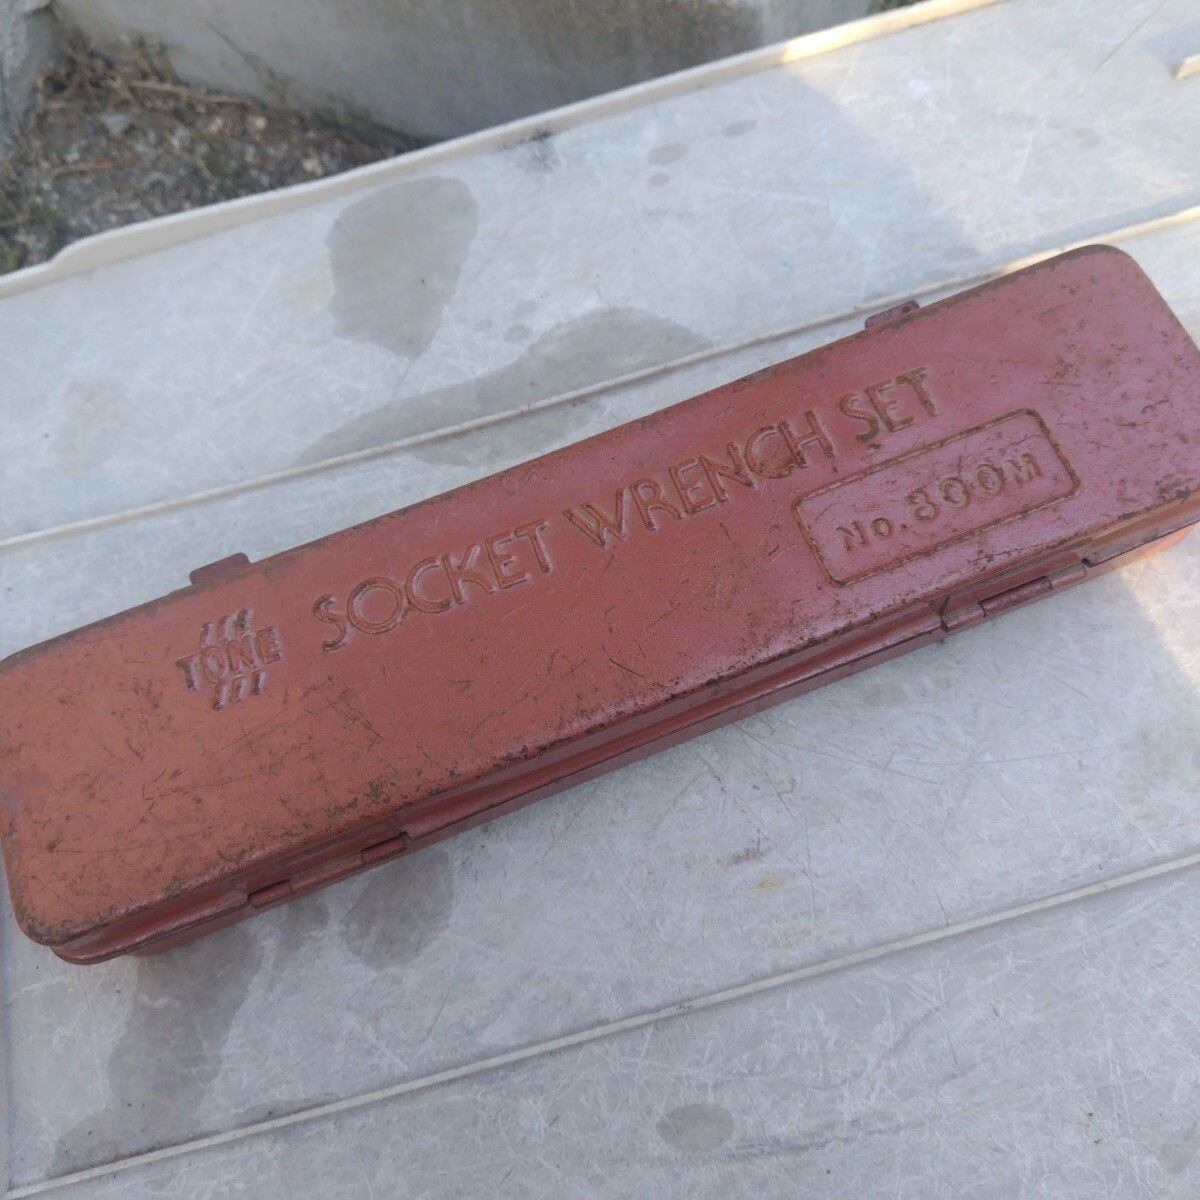 TONE SOCKET WRENCH SET
No. 800M